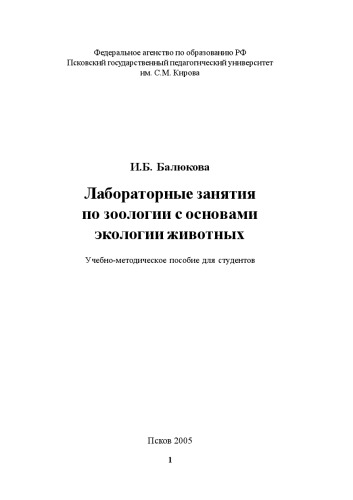 Федеральное агенство по образованию РФ
Псковский государственный педагогический университет
им. С.М. Кирова
И.Б. Балюкова
Лабораторные занятия
по зоологии с основами
экологии животных
Учебно-методическое пособие для студентов
Псков 2005
1